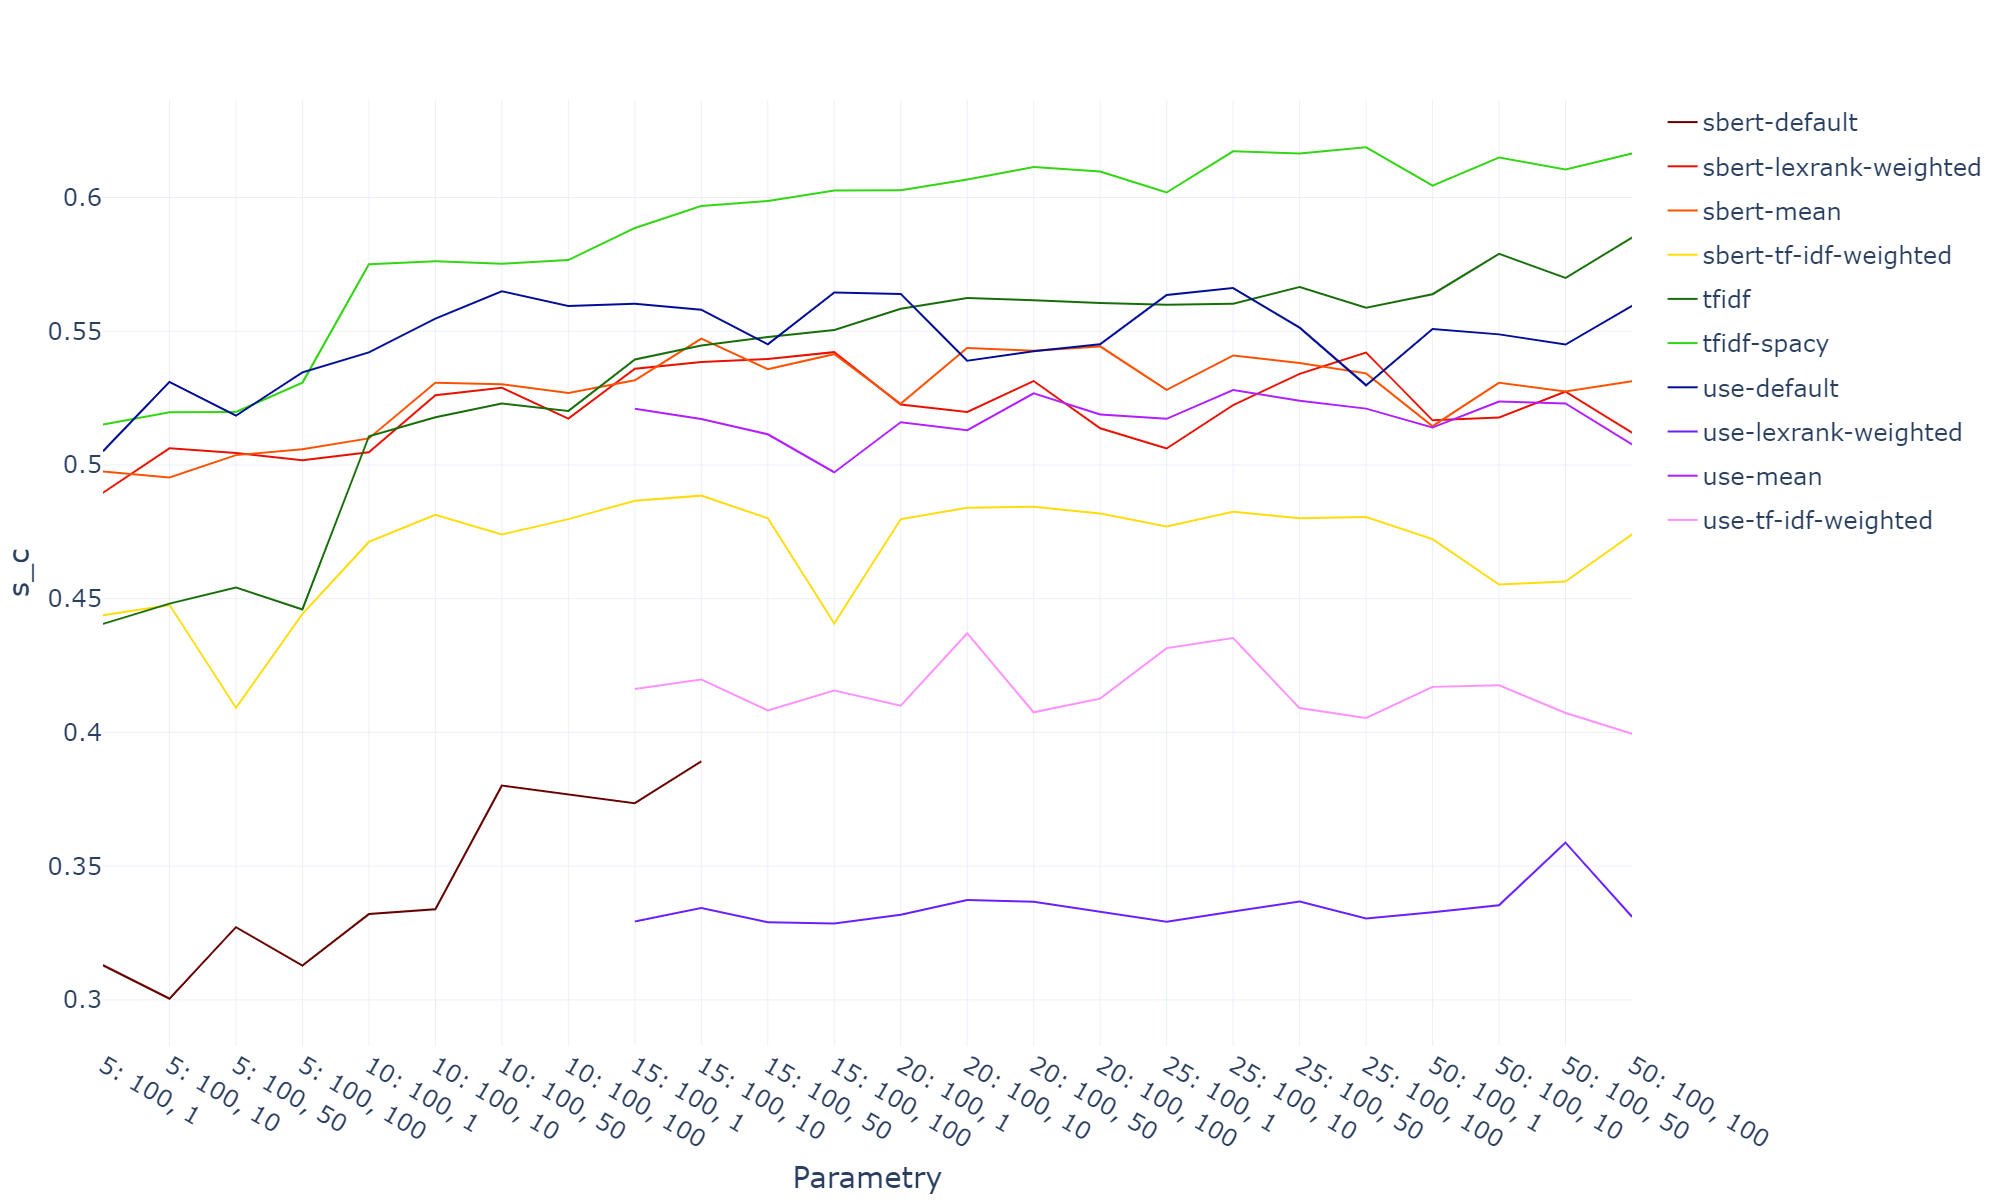 sbert-default
sbert-lexrank-weighted
sbert-mean
sbert-tf-idf-weighted
tfidf
tfidf-spacy
use-default
use-lexrank-weighted
use-mean
use-tf-idf-weighted
0.6
0.55
0.5
0.45
0.4
0.35
0.3
s_c
5: 100, 1
5: 100, 10
5: 100, 50
5: 100, 100
10: 100, 1
10: 100, 10
10: 100, 50
10: 100, 100
15: 100, 1
15: 100, 10
15: 100, 50
15: 100, 100
20: 100, 1
20: 100, 10
20: 100, 50
20: 100, 100
25: 100, 1
25: 100, 10
25: 100, 50
25: 100, 100
50: 100, 1
50: 100, 10
50: 100, 50
50: 100, 100
Parametry